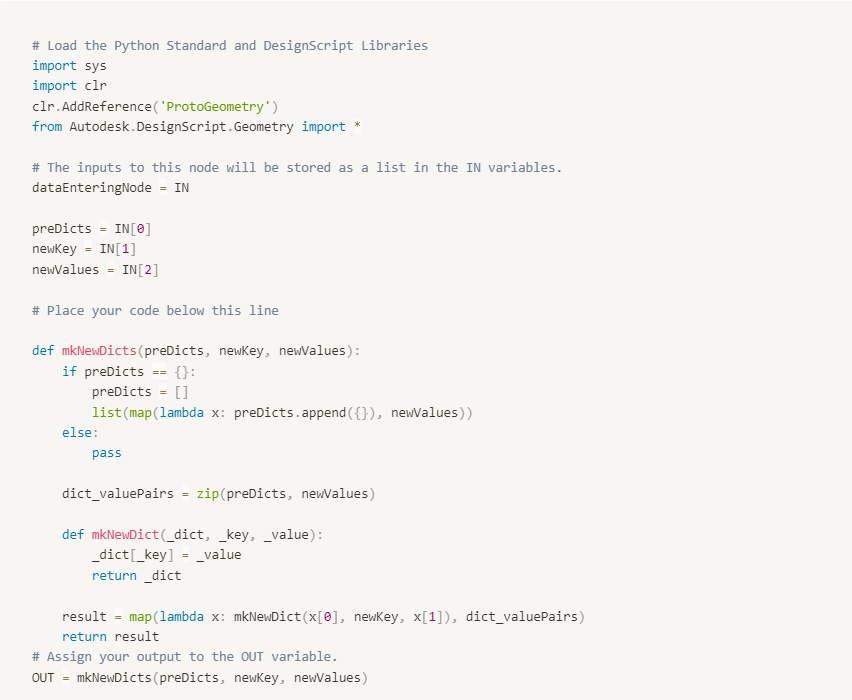 # Load the Python Standard and DesignScript Libraries
import sys
import clr
clr.AddReference('ProtoGeometry')
from Autodesk.DesignScript.Geometry import *
# The inputs to this node will be stored as a list in the IN variables.
dataEnteringNode = IN
preDicts = IN[0]
newKey = IN[1]
newValues = IN[2]
# Place your code below this line
def mkNewDicts(preDicts, newKey, newValues):
    if preDicts == {}:
        preDicts = []
        list(map(lambda x: preDicts.append({}), newValues))
    else:
        pass
    dict_valuePairs = zip(preDicts, newValues)
    def mkNewDict(_dict, _key, _value):
        _dict[_key] = _value
        return _dict
    result = map(lambda x: mkNewDict(x[0], newKey, x[1]), dict_valuePairs)
    return result
# Assign your output to the OUT variable.
OUT = mkNewDicts(preDicts, newKey, newValues)